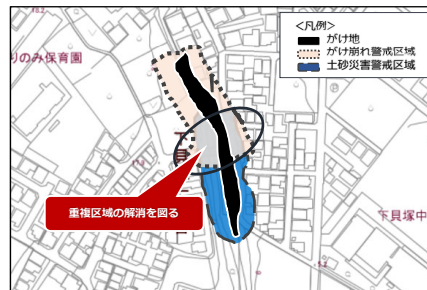 <凡例>
がけ地
がけ崩れ警戒区域
土砂災害警戒区域
りのみ保育園
重複区域の解消を図る
下貝塚中